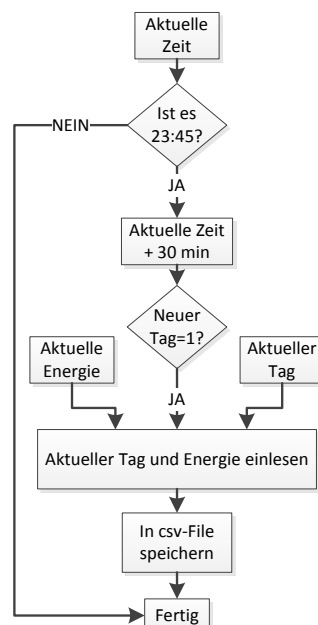 Aktuelle
Zeit
Ist es
23:45?
NEIN
JA
Aktuelle Zeit
+ 30 min
Neuer
Tag=1?
Aktuelle
Energie
Aktueller
Tag
JA
Aktueller Tag und Energie einlesen
In csv-File
speichern
Fertig